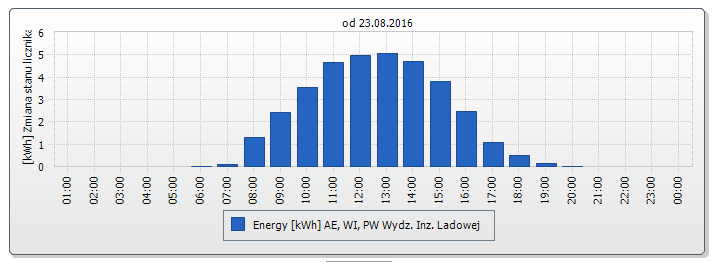 od 23.08.2016
[kWh] Zmiana stanu licznika
6
5
4
3
2
1
0
01:00 02:00 03:00 04:00 05:00 06:00 07:00 08:00 09:00 10:00 11:00 12:00 13:00 14:00 15:00 16:00 17:00 18:00 19:00 20:00 21:00 22:00 23:00 00:00
Energy [kWh] AE, WI, PW Wydz. Inz. Ladowej